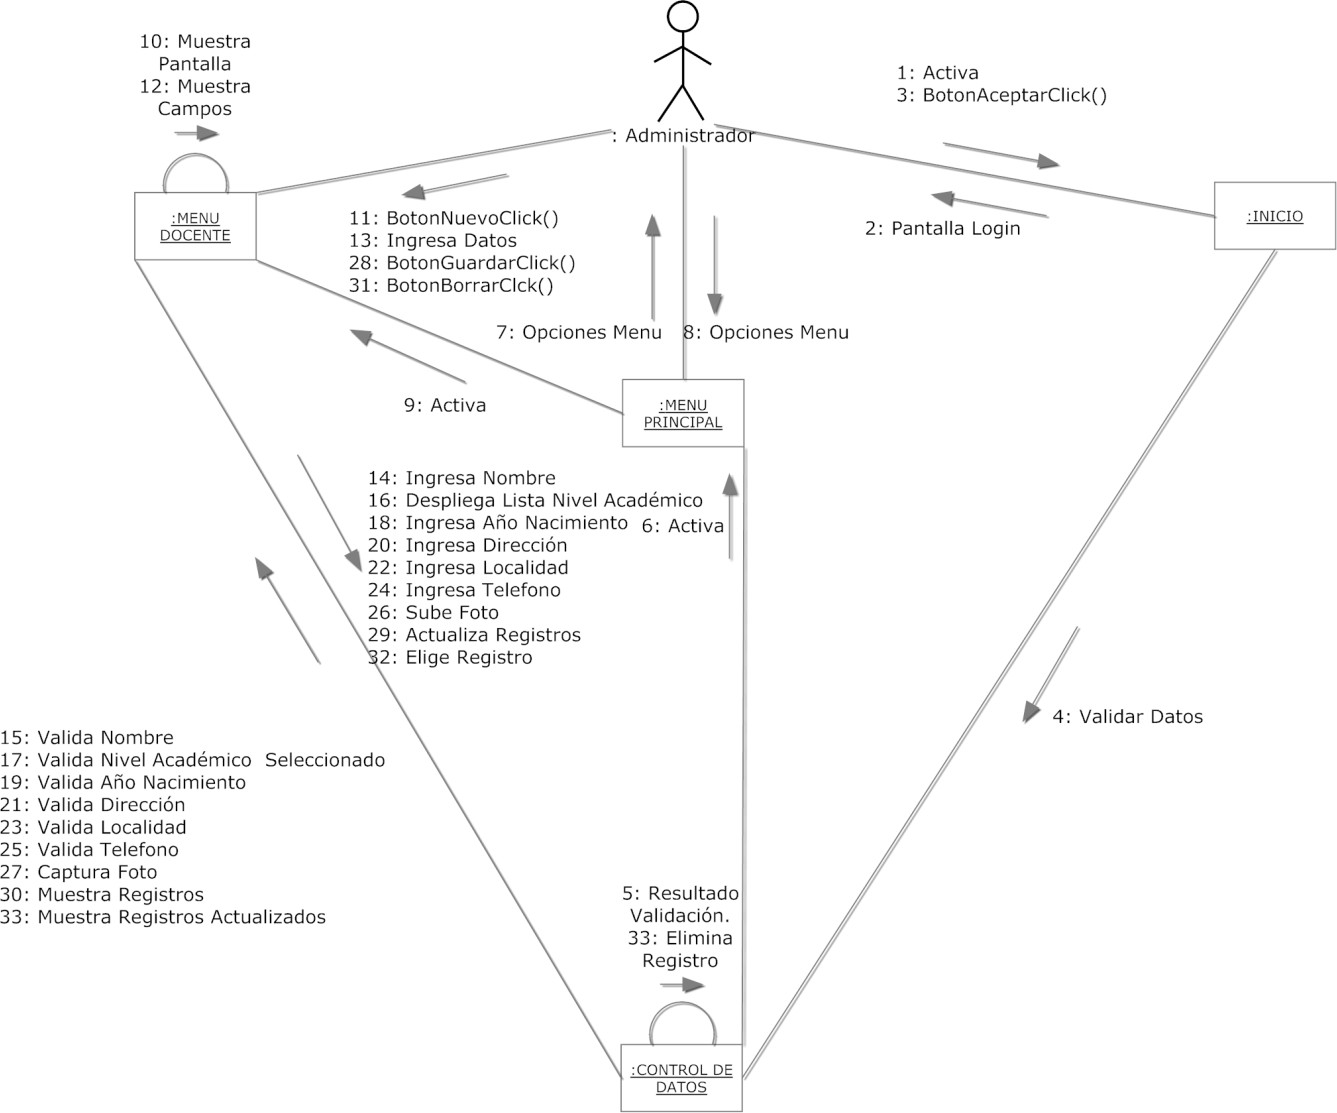 10: Muestra
Pantalla
12: Muestra
Campos
: Administrador
1: Activa
3: BotonAceptarClick()
:MENU
DOCENTE
11: BotonNuevoClick()
13: Ingresa Datos
28: BotonGuardarClick()
31: BotonBorrarClck()
2: Pantalla Login
:INICIO
7: Opciones Menu
8: Opciones Menu
9: Activa
:MENU
PRINCIPAL
14: Ingresa Nombre
16: Despliega Lista Nivel Académico
18: Ingresa Año Nacimiento
20: Ingresa Dirección
22: Ingresa Localidad
24: Ingresa Telefono
26: Sube Foto
29: Actualiza Registros
32: Elige Registro
6: Activa
4: Validar Datos
15: Valida Nombre
17: Valida Nivel Académico  Seleccionado
19: Valida Año Nacimiento
21: Valida Dirección
23: Valida Localidad
25: Valida Telefono
27: Captura Foto
30: Muestra Registros
33: Muestra Registros Actualizados
5: Resultado
Validación.
33: Elimina
Registro
:CONTROL DE
DATOS